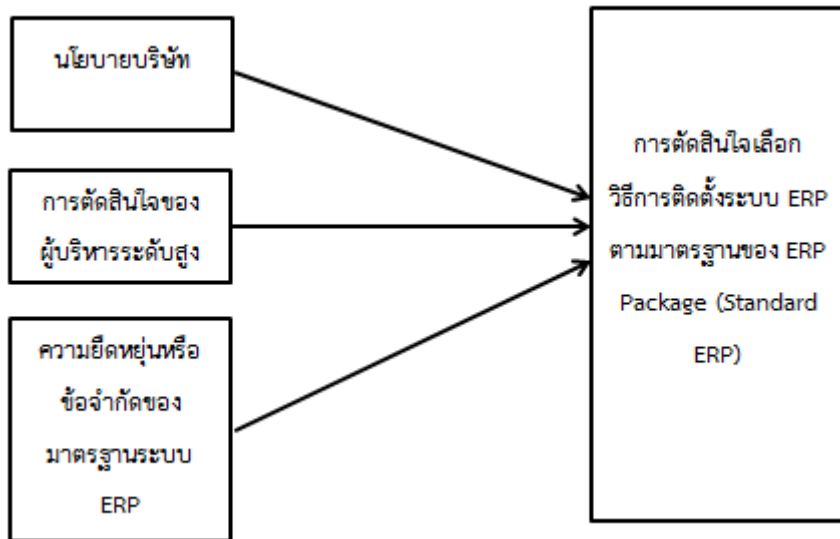 นโยบายบริษัท
การตัดสินใจของ
ผู้บริหารระดับสูง
ความยืดหยุ่นหรือ
ข้อจำกัดของ
มาตรฐานระบบ
ERP
การตัดสินใจเลือก
วิธีการติดตั้งระบบ ERP
ตามมาตรฐานของ ERP
Package (Standard
ERP)